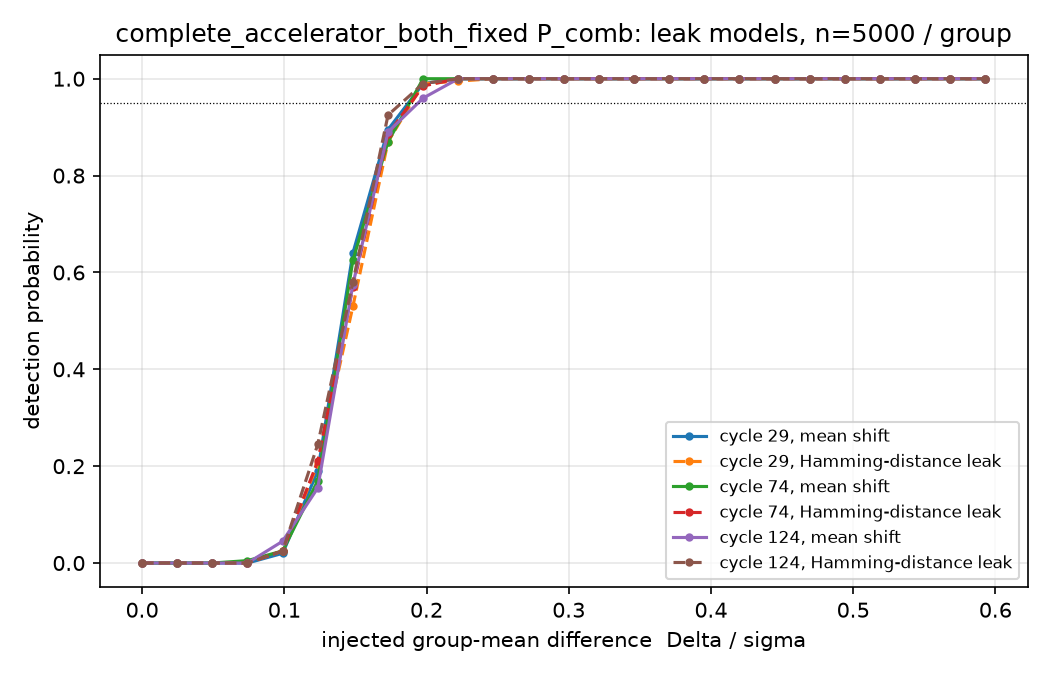 complete_accelerator_both_fixed P_comb: leak models, n=5000 / group
detection probability
1.0
0.8
0.6
0.4
0.2
0.0
0.0 0.1 0.2 0.3 0.4 0.5 0.6
injected group-mean difference  Delta / sigma
cycle 29, mean shift
cycle 29, Hamming-distance leak
cycle 74, mean shift
cycle 74, Hamming-distance leak
cycle 124, mean shift
cycle 124, Hamming-distance leak